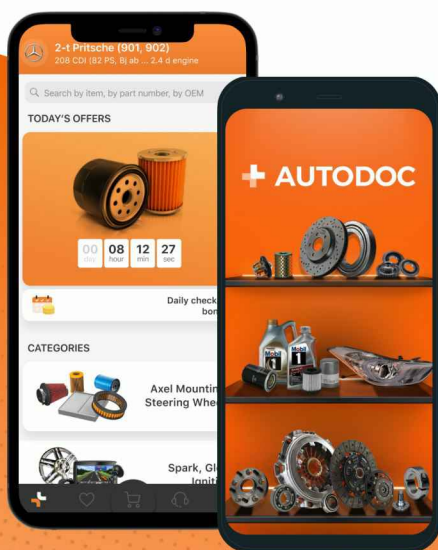 2-t Pritsche (901, 902)
208 CDI (82 PS, Bj ab ... 2.4 d engine
Search by item, by part number, by OEM
TODAY'S OFFERS
00 08 12 27
day hour min sec
Daily check
bon
CATEGORIES
Axel Mountin
Steering Whe
Spark, Gl
Igniti
AUTODOC
Mobil
1
Mobil
1